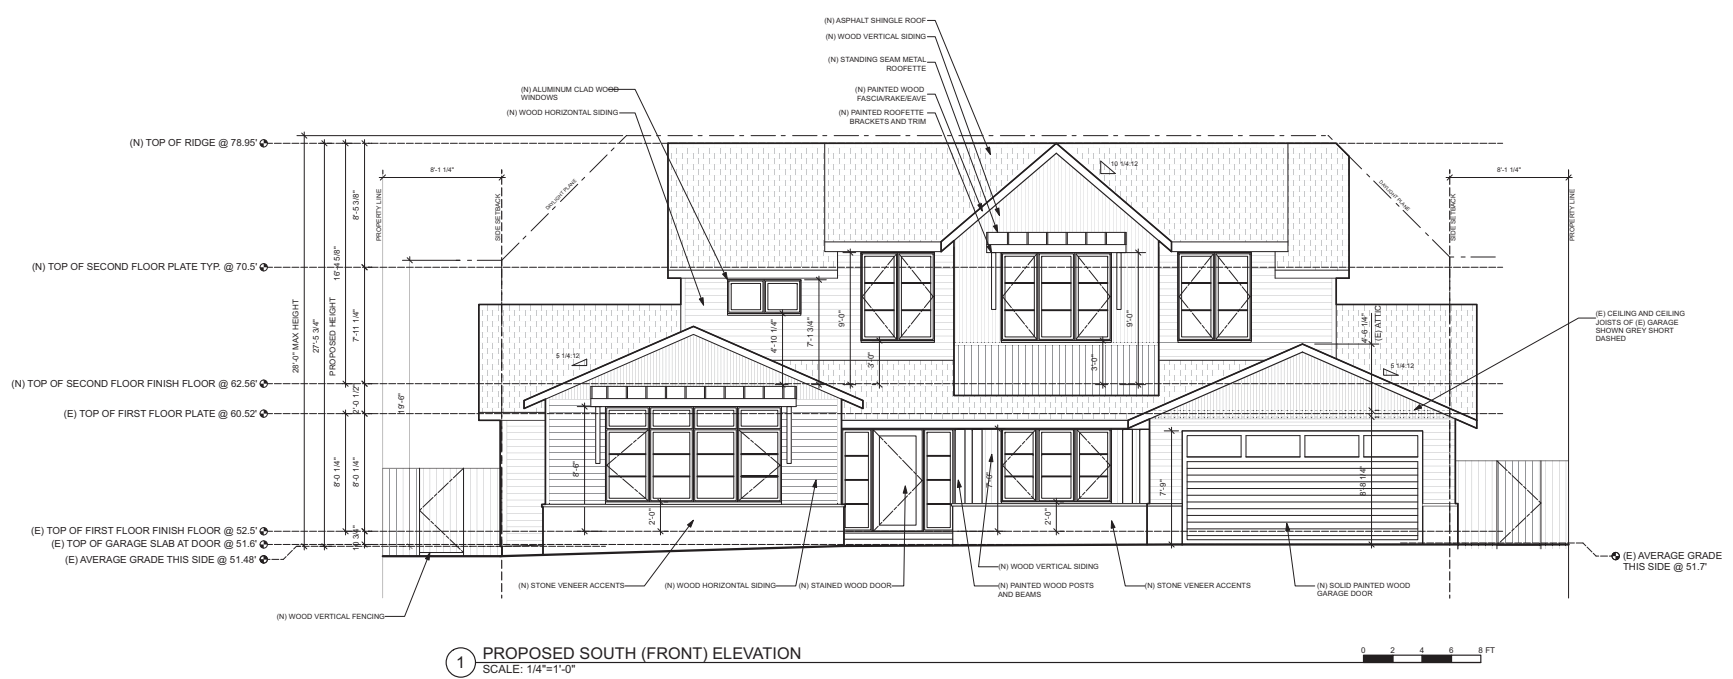 (N) ASPHALT SHINGLE ROOF
(N) WOOD VERTICAL SIDING
(N) STANDING SEAM METAL
ROOFETTE
(N) ALUMINUM CLAD WOOD
WINDOWS
(N) PAINTED WOOD
FASCIA/RAKE/EAVE
(N) WOOD HORIZONTAL SIDING
(N) PAINTED ROOFETTE
BRACKETS AND TRIM
(N) TOP OF RIDGE @ 78.95'
8'-1 1/4"
10 1/4:12
8'-1 1/4"
PROPERTY LINE
SIDE SETBACK
DAYLIGHT PLANE
8'-5 3/8"
DAYLIGHT PLANE
SIDE SETBACK
PROPERTY LINE
(N) TOP OF SECOND FLOOR PLATE TYP. @ 70.5'
16'-4 5/8"
28'-0" MAX HEIGHT
27'-5 3/4"
PROPOSED HEIGHT
7'-11 1/4"
4'-10 1/4"
7'-1 3/4"
9'-0"
3'-0"
9'-0"
3'-0"
4'-6 1/4"
(E) ATTIC
(E) CEILING AND CEILING
JOISTS OF (E) GARAGE
SHOWN GREY SHORT
DASHED
5 1/4:12
5 1/4:12
(N) TOP OF SECOND FLOOR FINISH FLOOR @ 62.56'
2'-0 1/2"
19'-6"
(E) TOP OF FIRST FLOOR PLATE @ 60.52'
8'-0 1/4"
8'-0 1/4"
8'-6"
2'-0"
7'-0"
2'-0"
7'-9"
8'-8 1/4"
(E) TOP OF FIRST FLOOR FINISH FLOOR @ 52.5'
10 3/4"
(E) TOP OF GARAGE SLAB AT DOOR @ 51.6'
(E) AVERAGE GRADE THIS SIDE @ 51.48'
(E) AVERAGE GRADE
THIS SIDE @ 51.7'
(N) WOOD VERTICAL SIDING
(N) STONE VENEER ACCENTS
(N) WOOD HORIZONTAL SIDING
(N) STAINED WOOD DOOR
(N) PAINTED WOOD POSTS
AND BEAMS
(N) STONE VENEER ACCENTS
(N) SOLID PAINTED WOOD
GARAGE DOOR
(N) WOOD VERTICAL FENCING
1
PROPOSED SOUTH (FRONT) ELEVATION
SCALE: 1/4"=1'-0"
0 2 4 6 8 FT